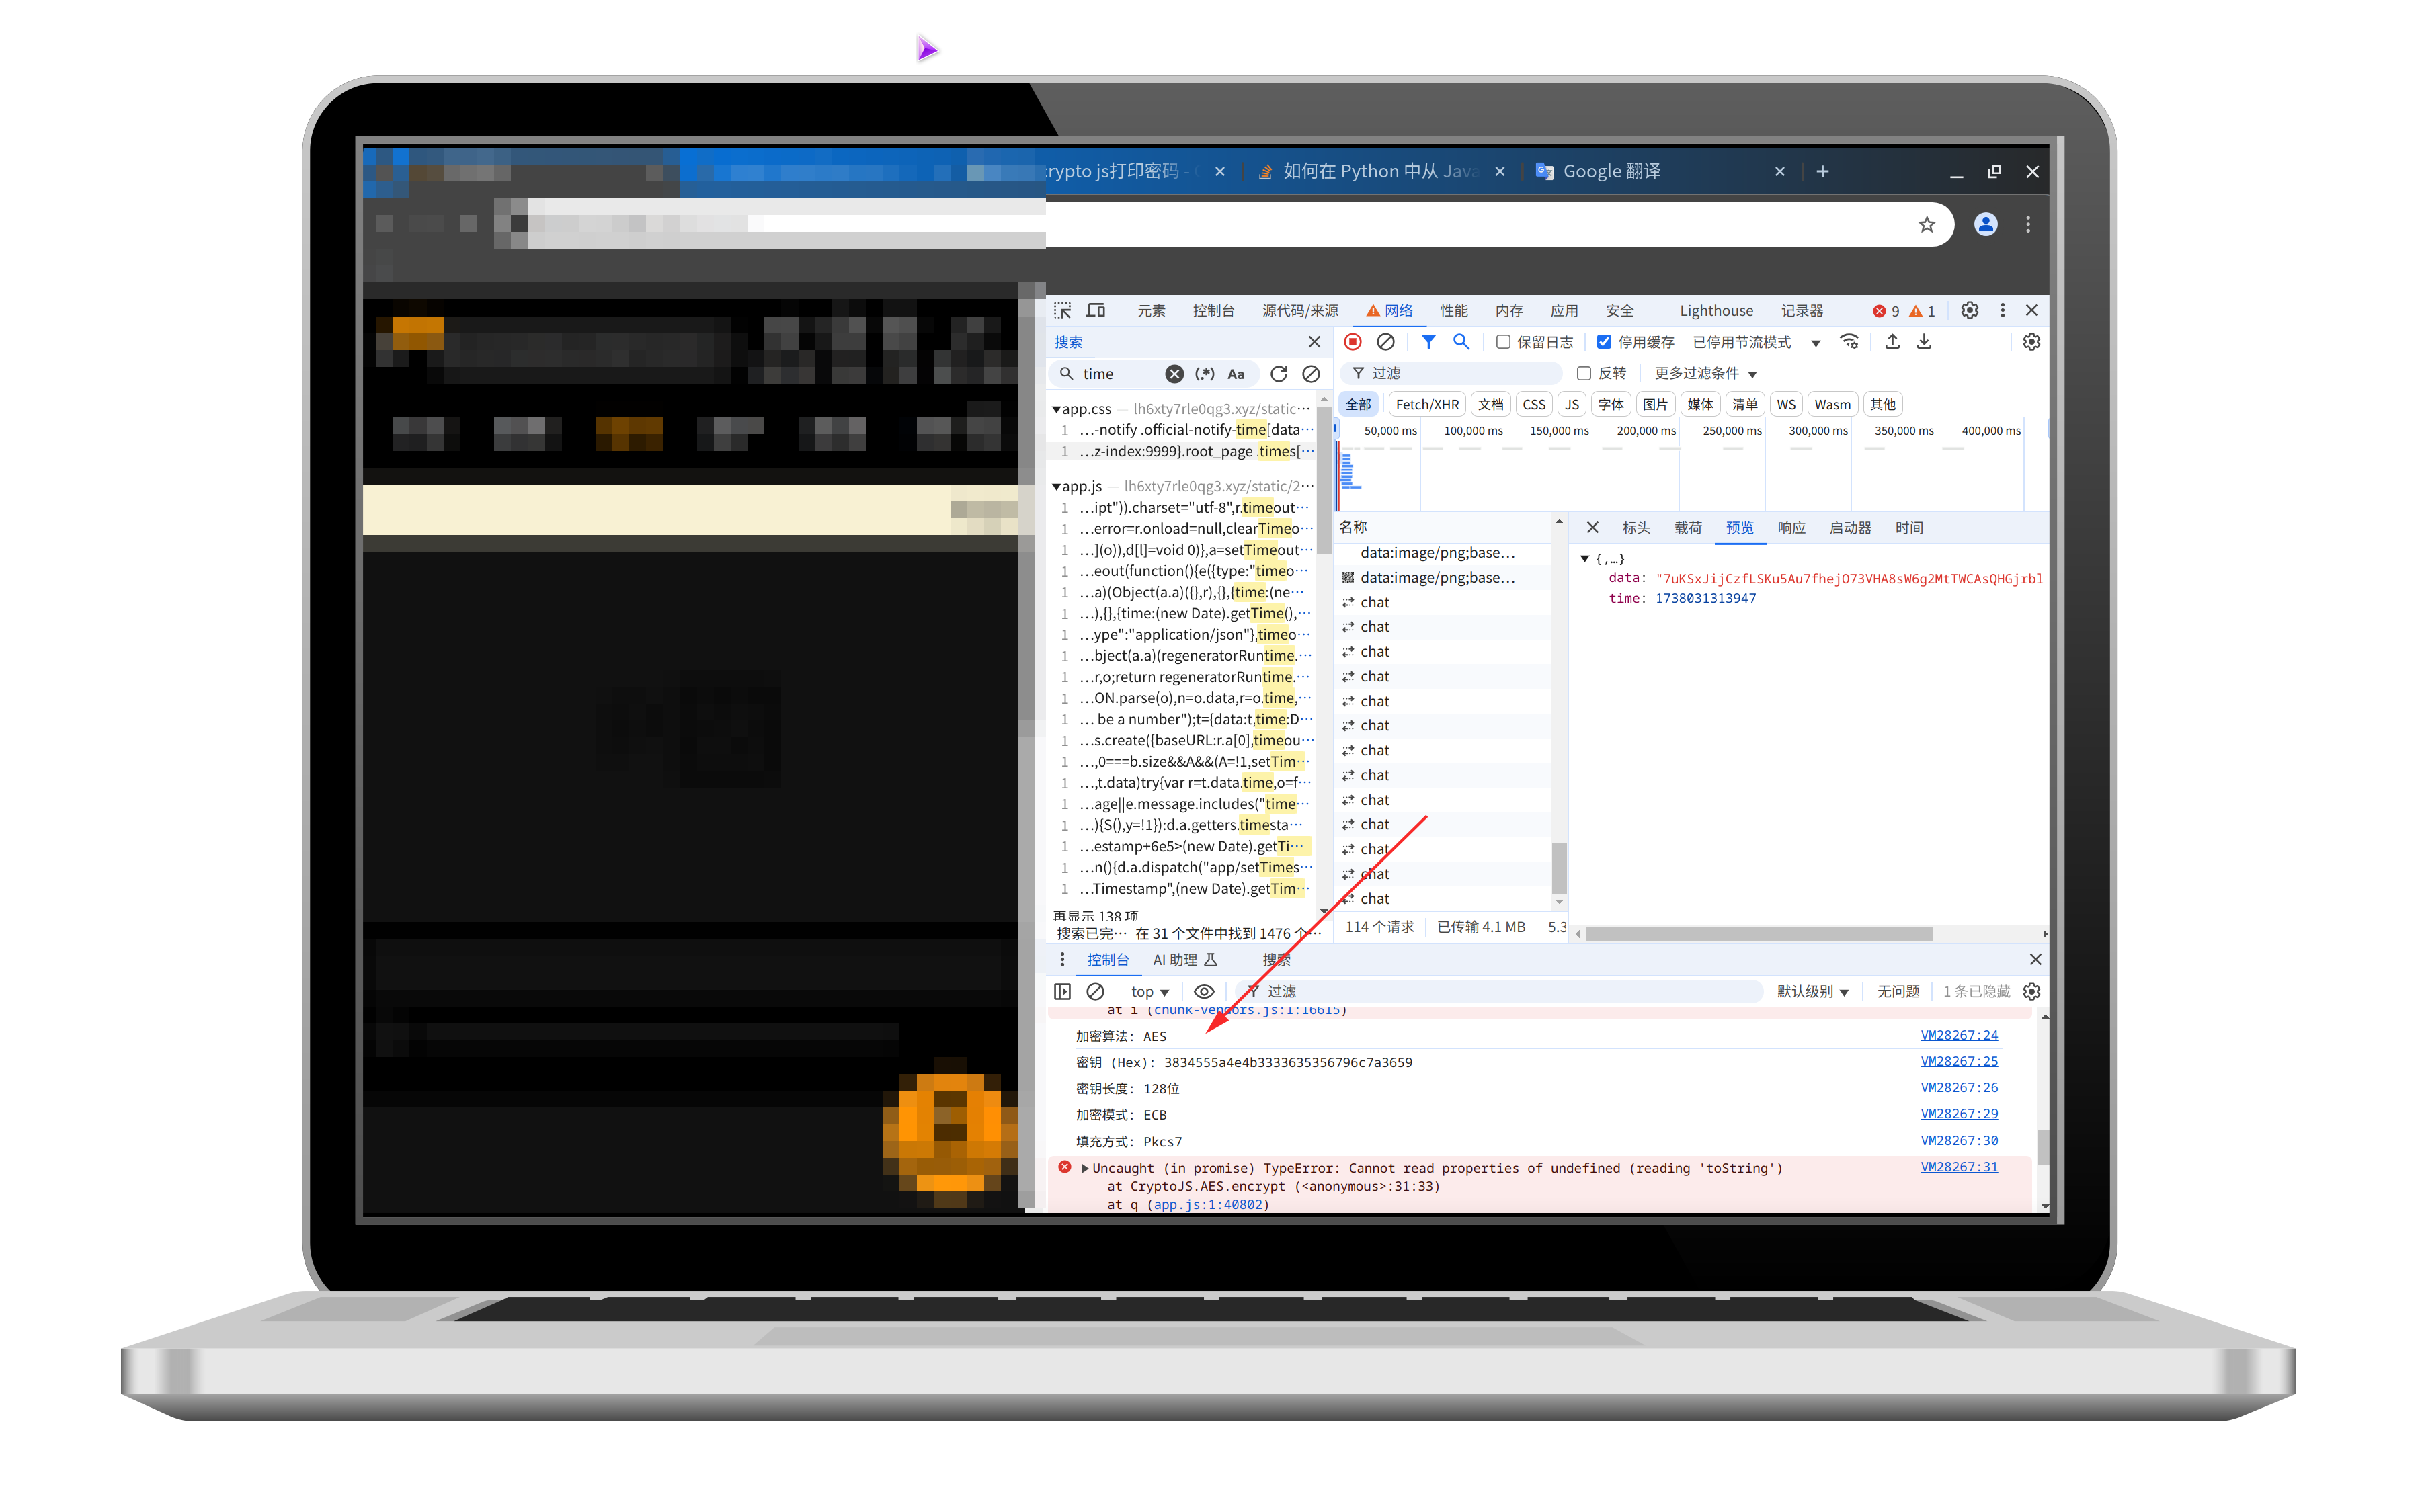 crypto js打印密码 -
如何在 Python 中从 Java
Google 翻译
元素 控制台 源代码/来源 网络 性能 内存 应用 安全 Lighthouse 记录器 9 1
搜索
保留日志 停用缓存 已停用节流模式
time (.*) Aa
过滤 反转 更多过滤条件
全部 Fetch/XHR 文档 CSS JS 字体 图片 媒体 清单 WS Wasm 其他
50,000 ms 100,000 ms 150,000 ms 200,000 ms 250,000 ms 300,000 ms 350,000 ms 400,000 ms
app.css — lh6xty7rle0qg3.xyz/static…
1 …-notify .official-notify-time[data…
1 …z-index:9999}.root_page .times[…
app.js — lh6xty7rle0qg3.xyz/static/2…
1 …ipt")).charset="utf-8",r.timeout…
1 …error=r.onload=null,clearTimeo…
1 …](o)),d[l]=void 0)},a=setTimeout…
1 …eout(function(){e({type:"timeo…
1 …a)(Object(a.a)({},r),{},{time:(ne…
1 …),{},{time:(new Date).getTime(),…
1 …ype":"application/json"},timeo…
1 …bject(a.a)(regeneratorRuntime.…
1 …r,o;return regeneratorRuntime.…
1 …ON.parse(o),n=o.data,r=o.time,…
1 … be a number");t={data:t,time:D…
1 …s.create({baseURL:r.a[0],timeou…
1 …,0===b.size&&A&&(A=!1,setTim…
1 …,t.data)try{var r=t.data.time,o=f…
1 …age||e.message.includes("time…
1 …){S(),y=!1}):d.a.getters.timesta…
1 …estamp+6e5>(new Date).getTi…
1 …n(){d.a.dispatch("app/setTimes…
1 …Timestamp",(new Date).getTim…
再显示 138 项
搜索已完… 在 31 个文件中找到 1476 个…
名称
data:image/png;base…
data:image/png;base…
chat
chat
chat
chat
chat
chat
chat
chat
chat
chat
chat
chat
chat
114 个请求 已传输 4.1 MB 5.3
标头 载荷 预览 响应 启动器 时间
{,…}
data: "7uKSxJijCzfLSKu5Au7fhejO73VHA8sW6g2MtTWCAsQHGjrbl
time: 1738031313947
控制台 AI 助理 搜索
top 过滤 默认级别 无问题 1 条已隐藏
at i (chunk-vendors.js:1:16615)
加密算法: AES VM28267:24
密钥 (Hex): 3834555a4e4b3333635356796c7a3659 VM28267:25
密钥长度: 128位 VM28267:26
加密模式: ECB VM28267:29
填充方式: Pkcs7 VM28267:30
Uncaught (in promise) TypeError: Cannot read properties of undefined (reading 'toString') VM28267:31
at CryptoJS.AES.encrypt (<anonymous>:31:33)
at q (app.js:1:40802)